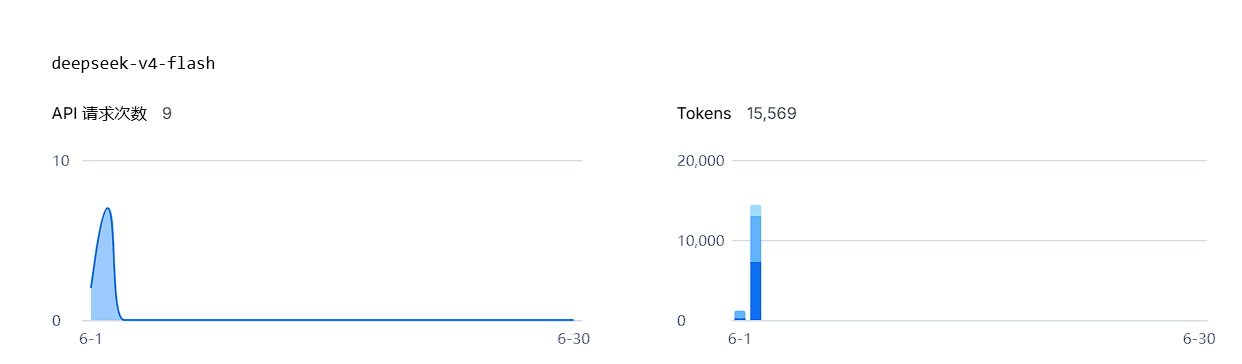 deepseek-v4-flash
API 请求次数 9
10
0
6-1 6-30
Tokens 15,569
20,000
10,000
0
6-1 6-30